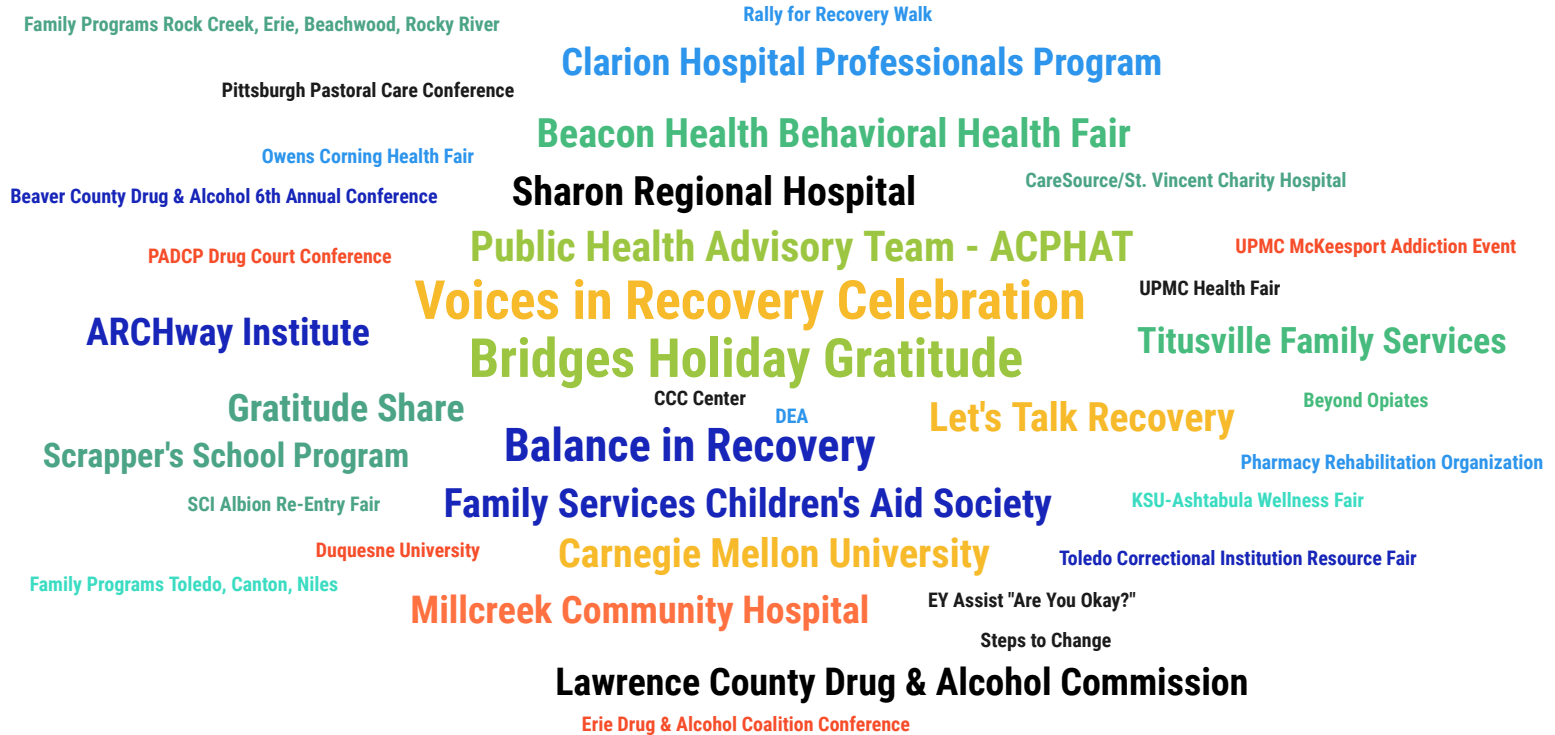 Rally for Recovery Walk
Family Programs Rock Creek, Erie, Beachwood, Rocky River
Clarion Hospital Professionals Program
Pittsburgh Pastoral Care Conference
Beacon Health Behavioral Health Fair
Owens Corning Health Fair
CareSource/St. Vincent Charity Hospital
Beaver County Drug & Alcohol 6th Annual Conference
Sharon Regional Hospital
Public Health Advisory Team - ACPHAT
UPMC McKeesport Addiction Event
PADCP Drug Court Conference
UPMC Health Fair
Voices in Recovery Celebration
ARCHway Institute
Titusville Family Services
Bridges Holiday Gratitude
CCC Center
Beyond Opiates
Gratitude Share
DEA
Let's Talk Recovery
Balance in Recovery
Scrapper's School Program
Pharmacy Rehabilitation Organization
SCI Albion Re-Entry Fair
Family Services Children's Aid Society
KSU-Ashtabula Wellness Fair
Duquesne University
Carnegie Mellon University
Toledo Correctional Institution Resource Fair
Family Programs Toledo, Canton, Niles
EY Assist "Are You Okay?"
Millcreek Community Hospital
Steps to Change
Lawrence County Drug & Alcohol Commission
Erie Drug & Alcohol Coalition Conference